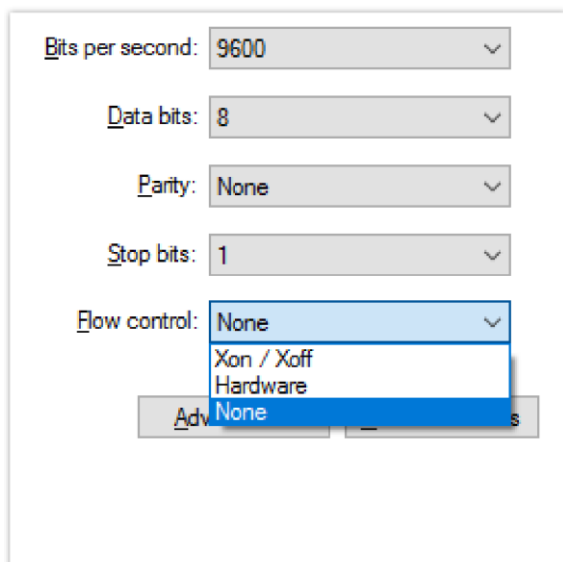 Bits per second: 9600
Data bits: 8
Parity: None
Stop bits: 1
Flow control: None
Xon / Xoff
Hardware
None